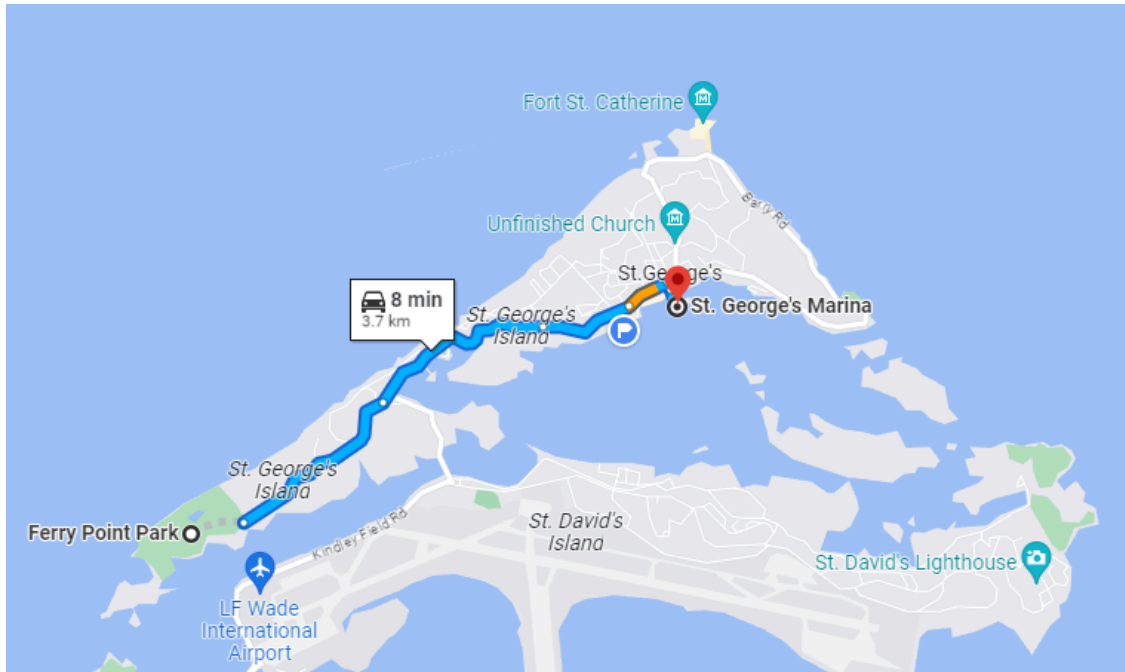 Fort St. Catherine
Barry Rd
Unfinished Church
St.George's
8 min
3.7 km
St. George's Marina
St. George's
Island
St. George's
Island
Ferry Point Park
St. David's
Island
Kindley Field Rd
St. David's Lighthouse
LF Wade
International
Airport